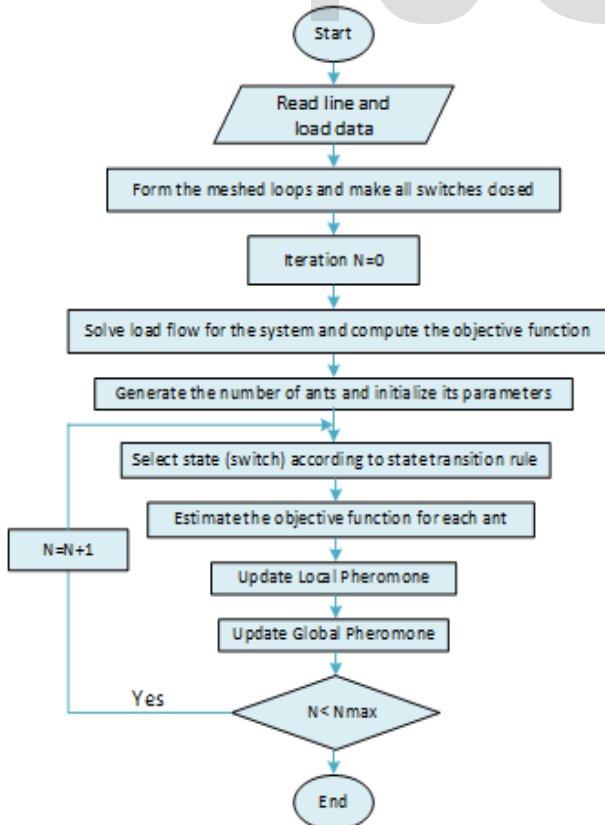 Start
Read line and
load data
Form the meshed loops and make all switches closed
Iteration N=0
Solve load flow for the system and compute the objective function
Generate the number of ants and initialize its parameters
Select state (switch) according to state transition rule
Estimate the objective function for each ant
N=N+1
Update Local Pheromone
Update Global Pheromone
Yes
N< Nmax
End